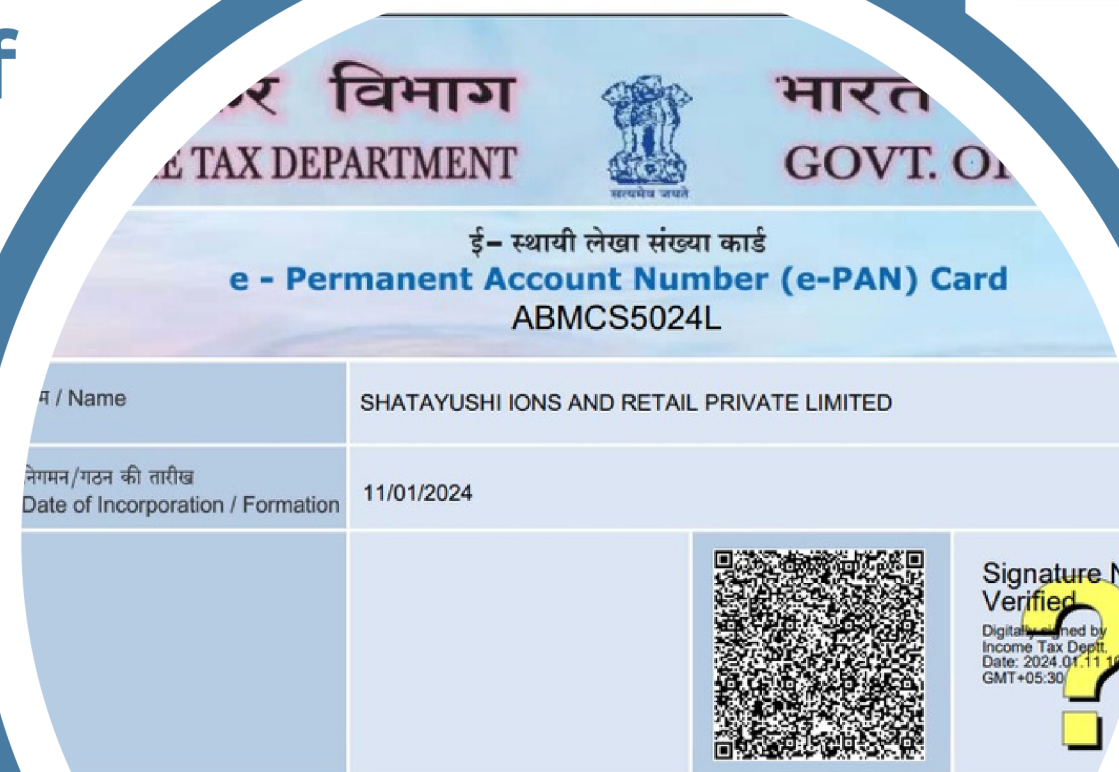 f
विभाग
भारत
TAX DEPARTMENT
GOVT.
सत्यमेव जयते
ई– स्थायी लेखा संख्या कार्ड
e - Permanent Account Number (e-PAN) Card
ABMCS5024L
/ Name
SHATAYUSHI IONS AND RETAIL PRIVATE LIMITED
निगमन/गठन की तारीख
Date of Incorporation / Formation
11/01/2024
Signature
Verified
Digitally signed by
Income Tax Deptt.
Date: 2024.01.11
GMT+05:30
?